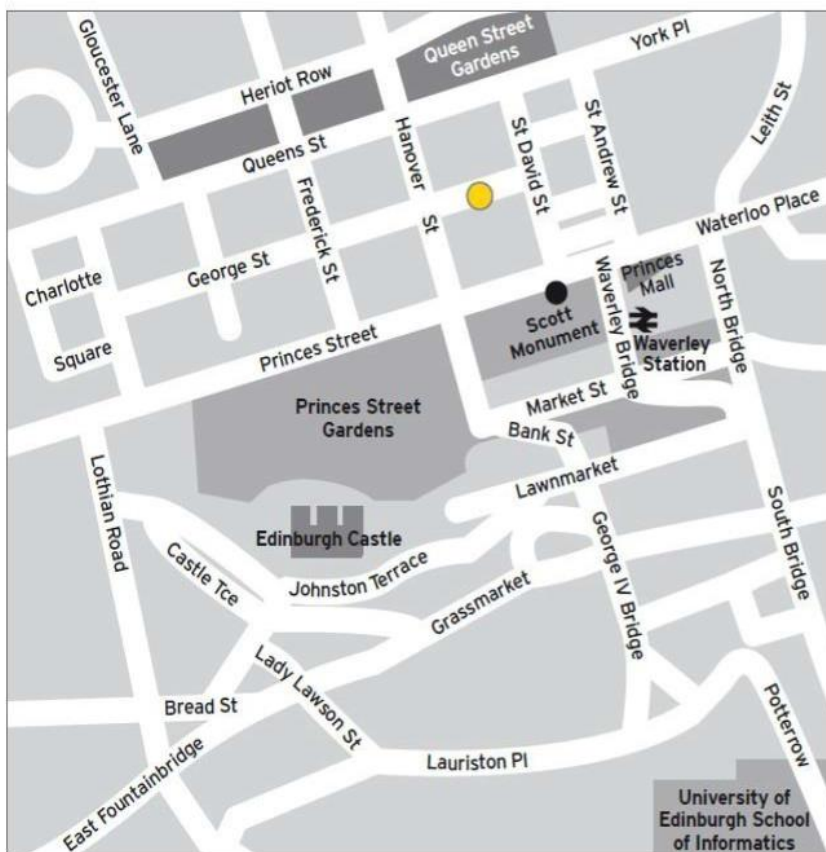 Gloucester Lane
Queen Street
Gardens
York Pl
Heriot Row
Leith St
Hanover
St
St David St
St Andrew St
Queens St
Frederick St
Waterloo Place
George St
Charlotte
Square
Princes
Mall
Waverley Bridge
North Bridge
Scott
Monument
Waverley
Station
Princes Street
Market St
Princes Street
Gardens
Bank St
Lawnmarket
Lothian Road
Edinburgh Castle
George IV Bridge
South Bridge
Castle Tce
Johnston Terrace
Grassmarket
Lady Lawson St
Bread St
Potterrow
East Fountainbridge
Lauriston Pl
University of
Edinburgh School
of Informatics